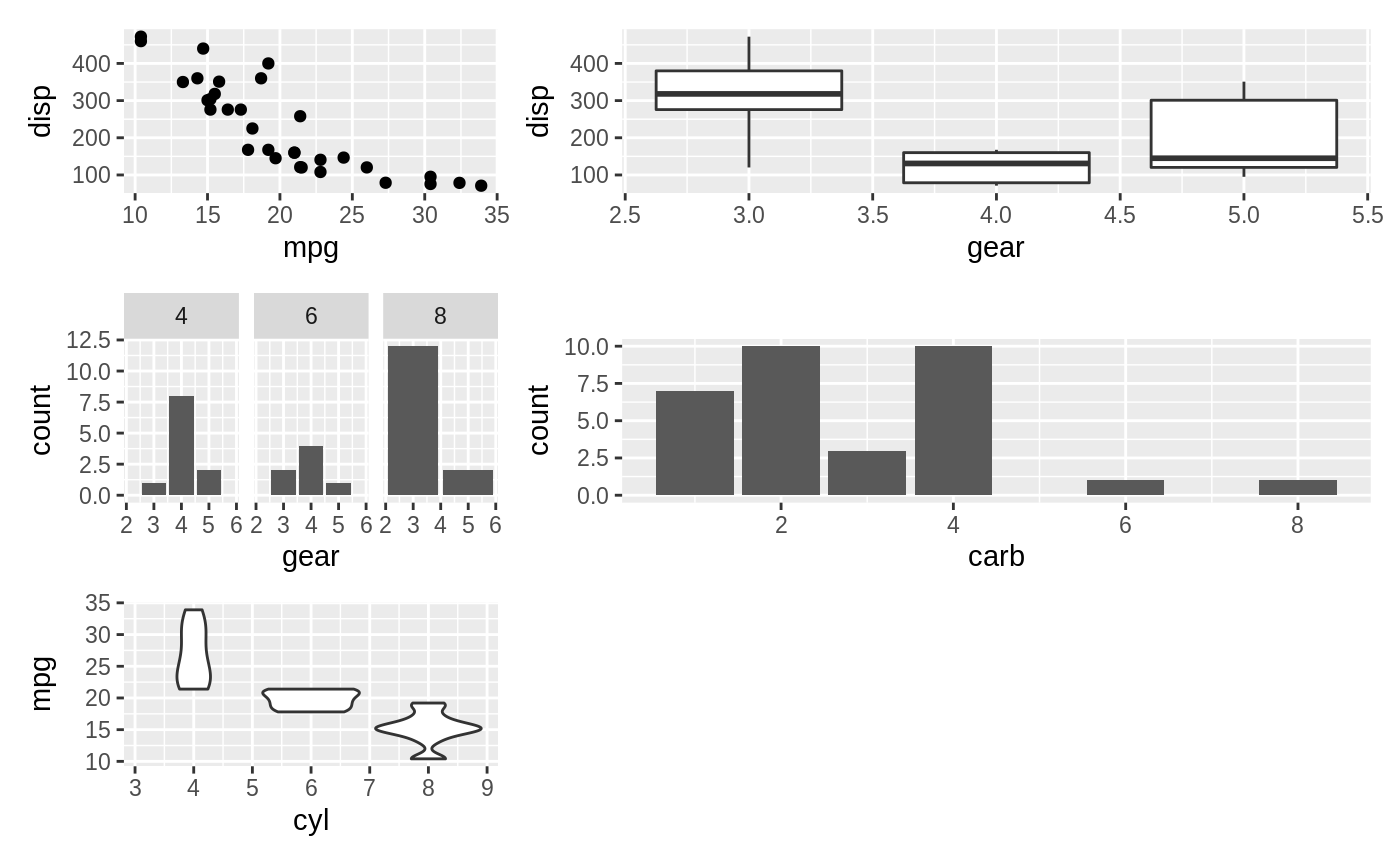 disp
400
300
200
100
10 15 20 25 30 35
mpg
disp
400
300
200
100
2.5 3.0 3.5 4.0 4.5 5.0 5.5
gear
4 6 8
count
12.5
10.0
7.5
5.0
2.5
0.0
2 3 4 5 6 2 3 4 5 6 2 3 4 5 6
gear
count
10.0
7.5
5.0
2.5
0.0
2 4 6 8
carb
mpg
35
30
25
20
15
10
3 4 5 6 7 8 9
cyl